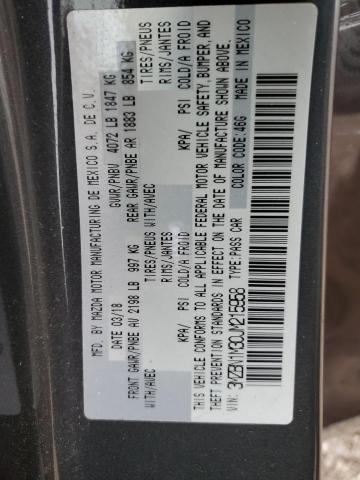 MFD. BY MAZDA MOTOR MANUFACTURING DE MEXICO S.A. DE C.V.
DATE 03/18 GVWR/PNBV 4072 LB 1847 KG
FRONT GAWR/PNBE AV 2198 LB 997 KG REAR GAWR/PNBE AR 1883 LB 854 KG
WITH/AVEC TIRES/PNEUS WITH/AVEC TIRES/PNEUS
RIMS/JANTES RIMS/JANTES
KPA/ PSI COLD/A FROID KPA/ PSI COLD/A FROID
THIS VEHICLE CONFORMS TO ALL APPLICABLE FEDERAL MOTOR VEHICLE SAFETY, BUMPER, AND
THEFT PREVENTION STANDARDS IN EFFECT ON THE DATE OF MANUFACTURE SHOWN ABOVE.
3MZBN1M30JM215958 TYPE:PASS CAR COLOR CODE:46G MADE IN MEXICO